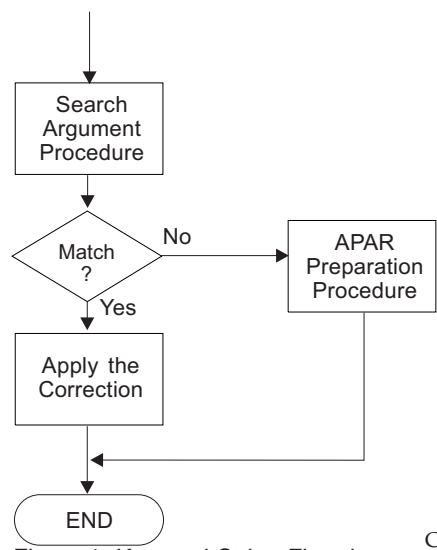 Search
Argument
Procedure
Match
?
No
Yes
APAR
Preparation
Procedure
Apply the
Correction
END